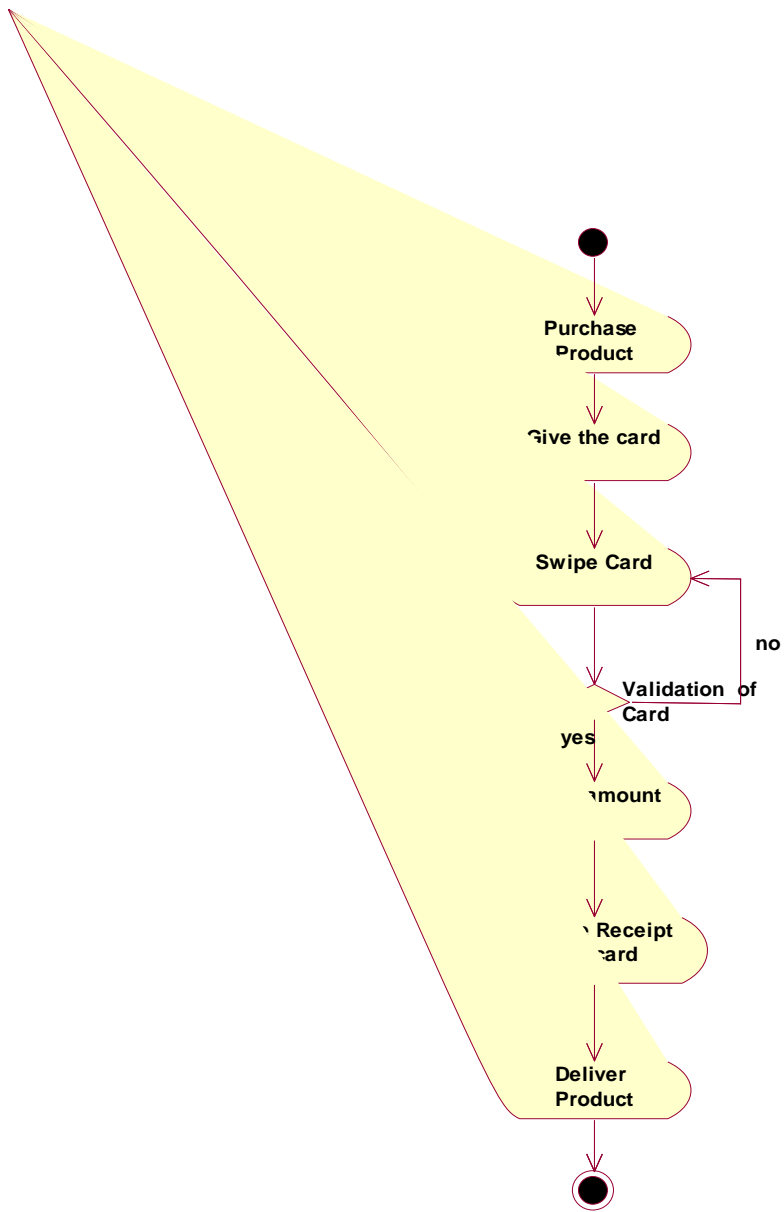 Purchase
Product
Give the card
Swipe Card
no
Validation of
Card
yes
amount
Receipt
card
Deliver
Product